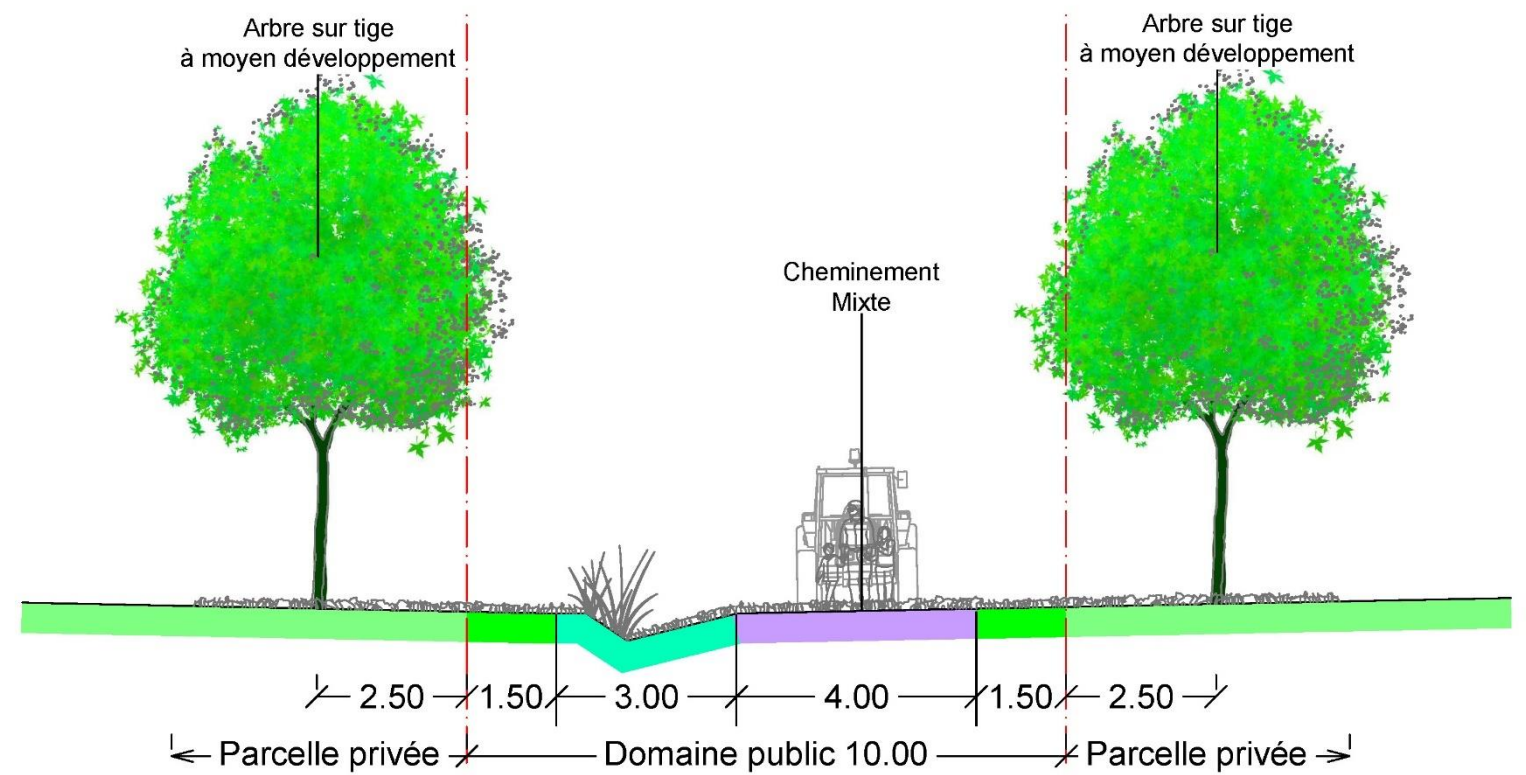 Arbre sur tige
à moyen développement
Arbre sur tige
à moyen développement
Cheminement
Mixte
2.50 1.50 3.00 4.00 1.50 2.50
Parcelle privée Domaine public 10.00 Parcelle privée